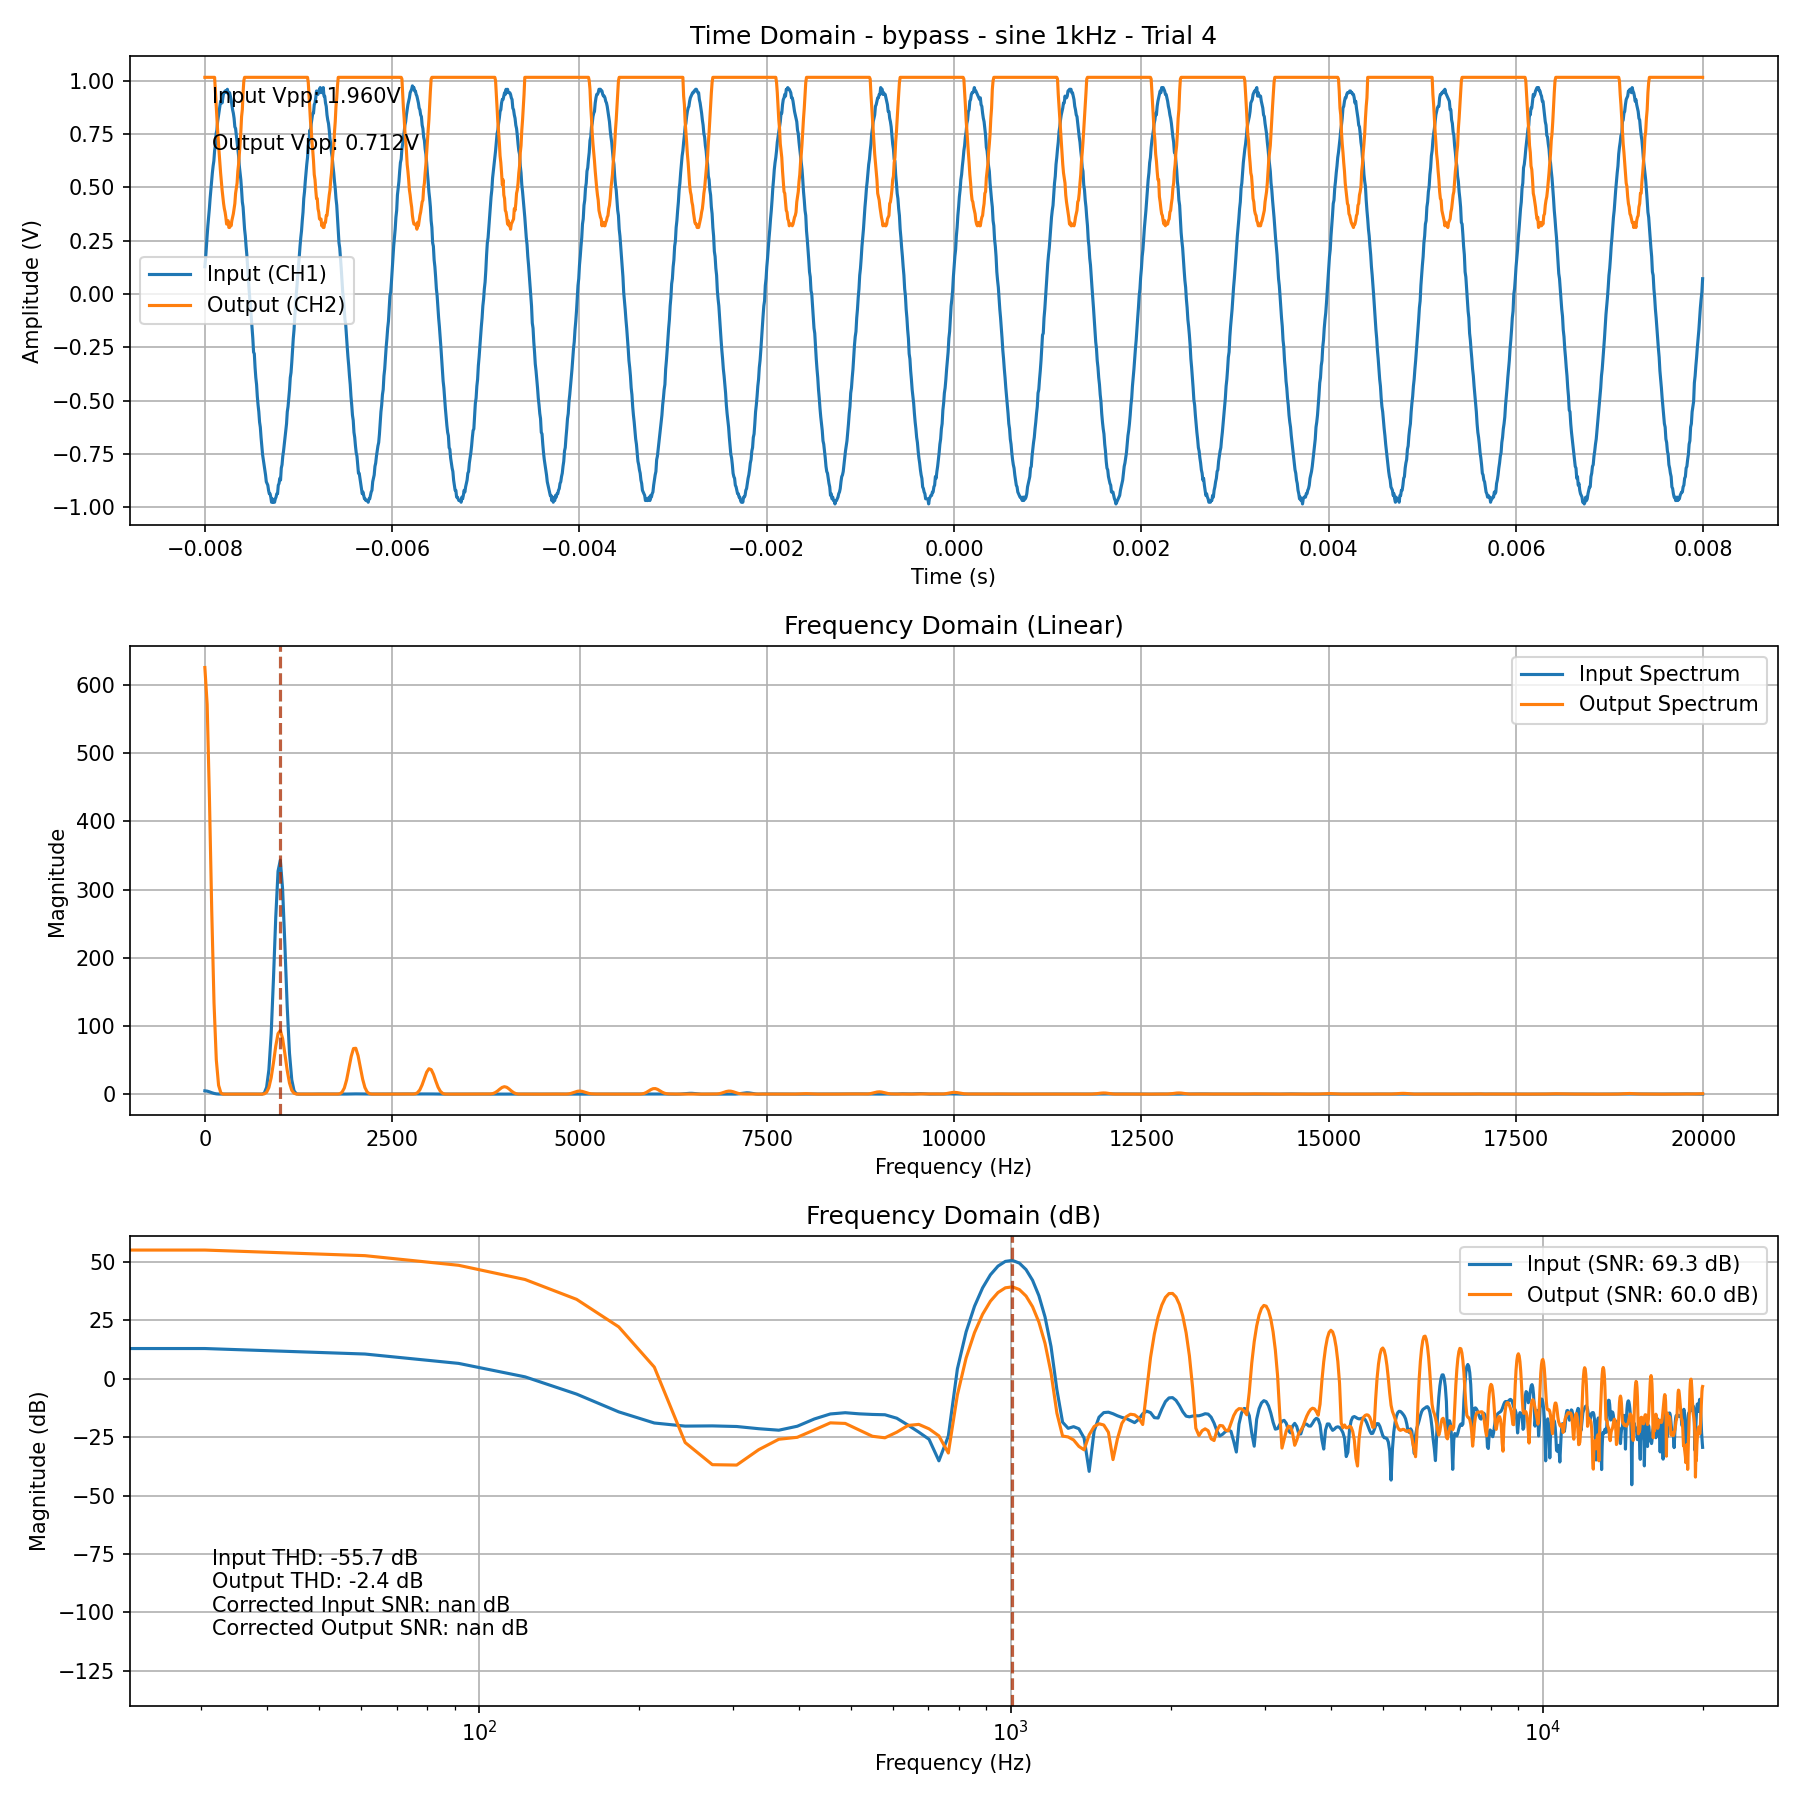 Time Domain - bypass - sine 1kHz - Trial 4
Amplitude (V)
1.00
0.75
0.50
0.25
0.00
−0.25
−0.50
−0.75
−1.00
Input Vpp: 1.960V
Output Vpp: 0.712V
Input (CH1)
Output (CH2)
−0.008 −0.006 −0.004 −0.002 0.000 0.002 0.004 0.006 0.008
Time (s)
Frequency Domain (Linear)
Magnitude
600
500
400
300
200
100
0
Input Spectrum
Output Spectrum
0 2500 5000 7500 10000 12500 15000 17500 20000
Frequency (Hz)
Frequency Domain (dB)
Magnitude (dB)
50
25
0
−25
−50
−75
−100
−125
Input (SNR: 69.3 dB)
Output (SNR: 60.0 dB)
Input THD: -55.7 dB
Output THD: -2.4 dB
Corrected Input SNR: nan dB
Corrected Output SNR: nan dB
10² 10³ 10⁴
Frequency (Hz)